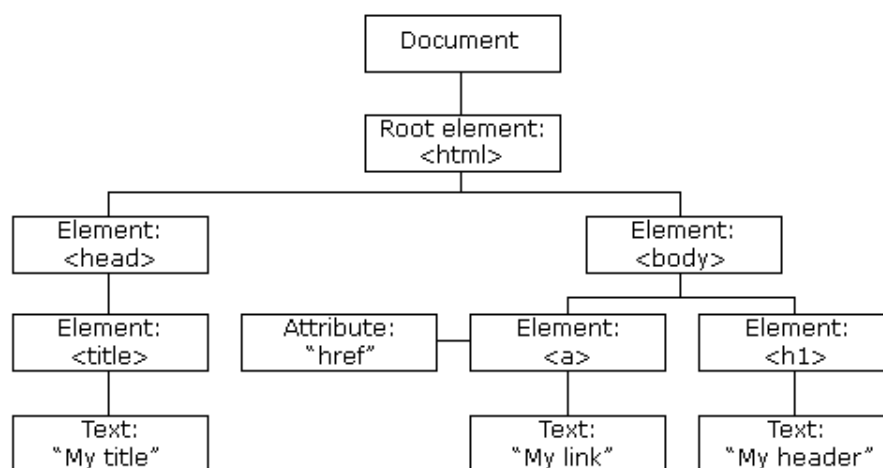 Document
Root element:
<html>
Element:
<head>
Element:
<body>
Element:
<title>
Attribute:
“href”
Element:
<a>
Element:
<h1>
Text:
“My title”
Text:
“My link”
Text:
“My header”